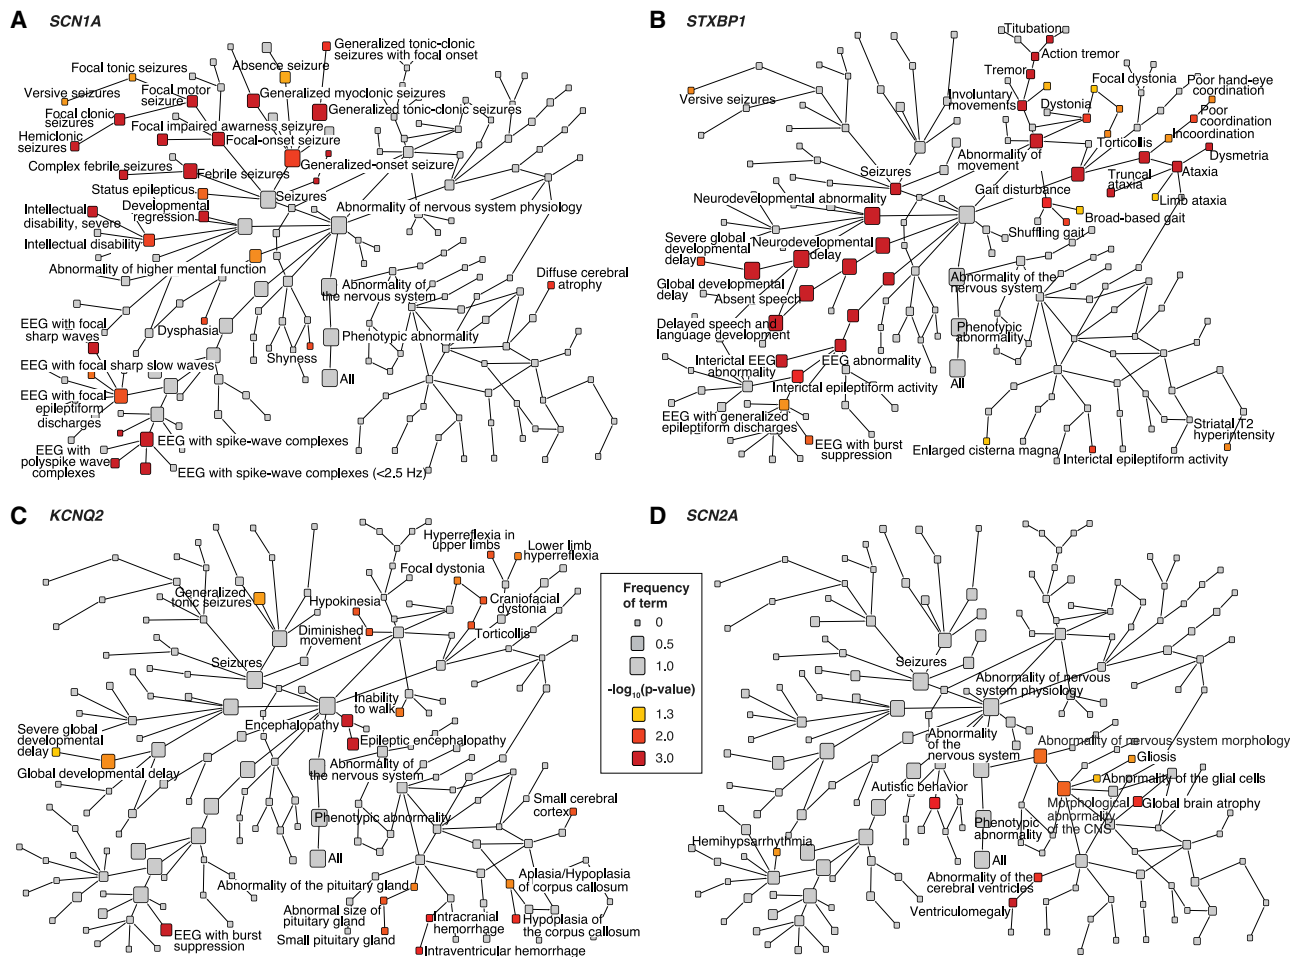 A SCN1A
Generalized tonic-clonic
seizures with focal onset
Absence seizure
Focal tonic seizures
Versive seizures
Focal motor
seizure
Generalized myoclonic seizures
Generalized tonic-clonic seizures
Focal clonic
seizures
Focal impaired awarness seizure
Hemiclonic
seizures
Focal-onset seizure
Generalized-onset seizure
Complex febrile seizures
Febrile seizures
Status epilepticus
Seizures
Developmental
regression
Abnormality of nervous system physiology
Intellectual
disability, severe
Intellectual disability
Abnormality of higher mental function
Diffuse cerebral
atrophy
Abnormality of
the nervous system
EEG with focal
sharp waves
Dysphasia
Phenotypic abnormality
Shyness
EEG with focal sharp slow waves
All
EEG with focal
epileptiform
discharges
EEG with spike-wave complexes
EEG with
polyspike wave
complexes
EEG with spike-wave complexes (<2.5 Hz)
B STXBP1
Titubation
Action tremor
Tremor
Focal dystonia
Poor hand-eye
coordination
Versive seizures
Involuntary
movements
Dystonia
Poor
coordination
Incoordination
Torticollis
Dysmetria
Abnormality of
movement
Seizures
Truncal
ataxia
Ataxia
Gait disturbance
Limb ataxia
Neurodevelopmental abnormality
Broad-based gait
Shuffling gait
Severe global
developmental
delay
Neurodevelopmental
delay
Global developmental
delay
Abnormality of the
nervous system
Absent speech
Delayed speech and
language development
Phenotypic
abnormality
Interictal EEG
abnormality
EEG abnormality
All
Interictal epileptiform activity
EEG with generalized
epileptiform discharges
EEG with burst
suppression
Enlarged cisterna magna
Interictal epileptiform activity
Striatal T2
hyperintensity
C KCNQ2
Hyperreflexia in
upper limbs
Lower limb
hyperreflexia
Focal dystonia
Generalized
tonic seizures
Hypokinesia
Craniofacial
dystonia
Diminished
movement
Torticollis
Seizures
Inability
to walk
Encephalopathy
Severe global
developmental
delay
Epileptic encephalopathy
Global developmental delay
Abnormality of
the nervous system
Small cerebral
cortex
Phenotypic abnormality
All
Abnormality of the pituitary gland
Aplasia/Hypoplasia
of corpus callosum
Abnormal size of
pituitary gland
Intracranial
hemorrhage
Hypoplasia of
the corpus callosum
EEG with burst
suppression
Small pituitary gland
Intraventricular hemorrhage
Frequency
of term
0
0.5
1.0
-log10(p-value)
1.3
2.0
3.0
D SCN2A
Seizures
Abnormality of nervous
system physiology
Abnormality
of the
nervous system
Abnormality of nervous system morphology
Gliosis
Abnormality of the glial cells
Autistic behavior
Morphological
abnormality
of the CNS
Global brain atrophy
Phenotypic
abnormality
Hemihypsarrhythmia
All
Abnormality of the
cerebral ventricles
Ventriculomegaly